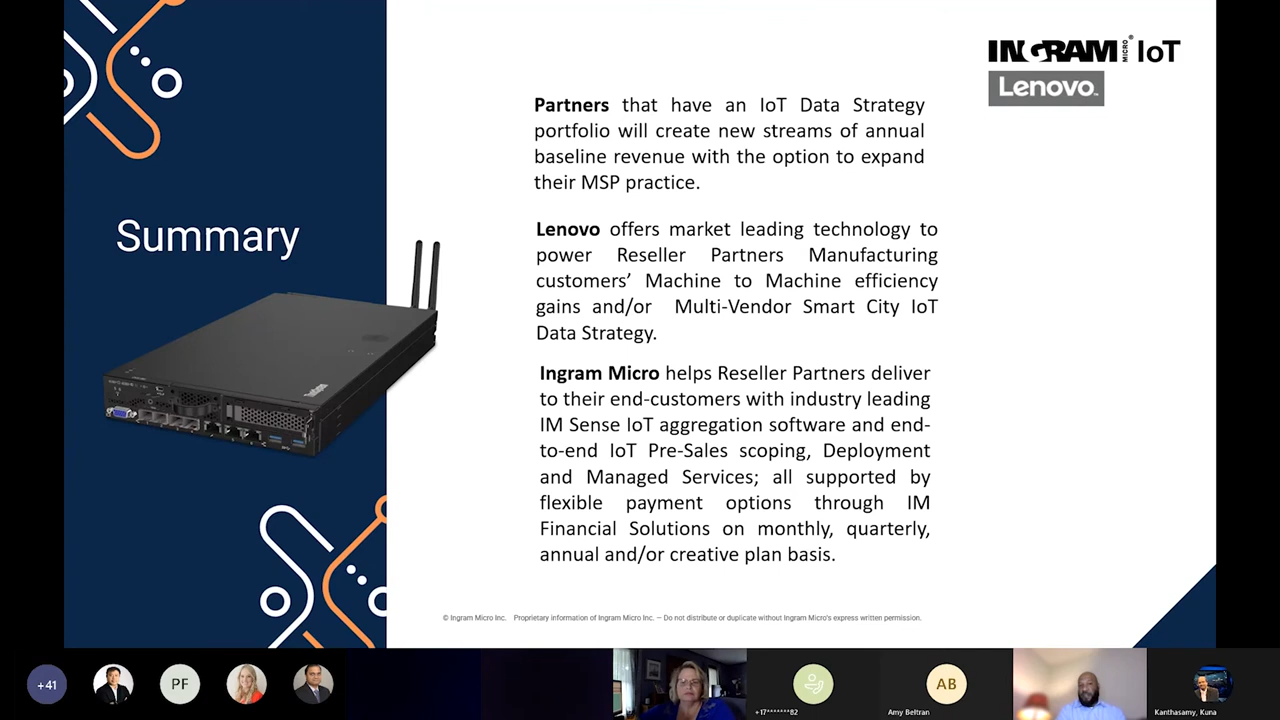 INGRAM MICRO® IoT
Lenovo™
Partners that have an IoT Data Strategy
portfolio will create new streams of annual
baseline revenue with the option to expand
their MSP practice.
Summary
Lenovo offers market leading technology to
power Reseller Partners Manufacturing
customers’ Machine to Machine efficiency
gains and/or Multi-Vendor Smart City IoT
Data Strategy.
Ingram Micro helps Reseller Partners deliver
to their end-customers with industry leading
IM Sense IoT aggregation software and end-
to-end IoT Pre-Sales scoping, Deployment
and Managed Services; all supported by
flexible payment options through IM
Financial Solutions on monthly, quarterly,
annual and/or creative plan basis.
© Ingram Micro Inc. Proprietary information of Ingram Micro Inc. — Do not distribute or duplicate without Ingram Micro's express written permission.
+41
PF
+17*******82
AB
Amy Beltran
Kanthasamy, Kuna